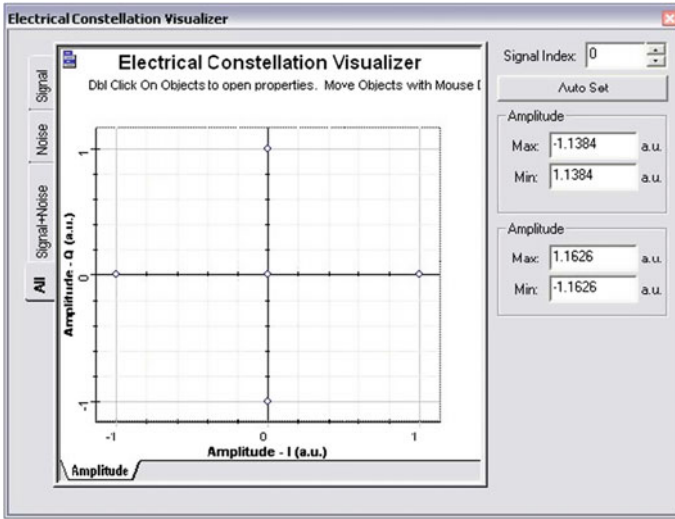 Electrical Constellation Visualizer
Electrical Constellation Visualizer
Dbl Click On Objects to open properties. Move Objects with Mouse D
Signal
Noise
Signal+Noise
All
Amplitude - Q (a.u.)
1
0
-1
-1
0
1
Amplitude - I (a.u.)
Amplitude
Signal Index: 0
Auto Set
Amplitude
Max: -1.1384 a.u.
Min: 1.1384 a.u.
Amplitude
Max: 1.1626 a.u.
Min: -1.1626 a.u.